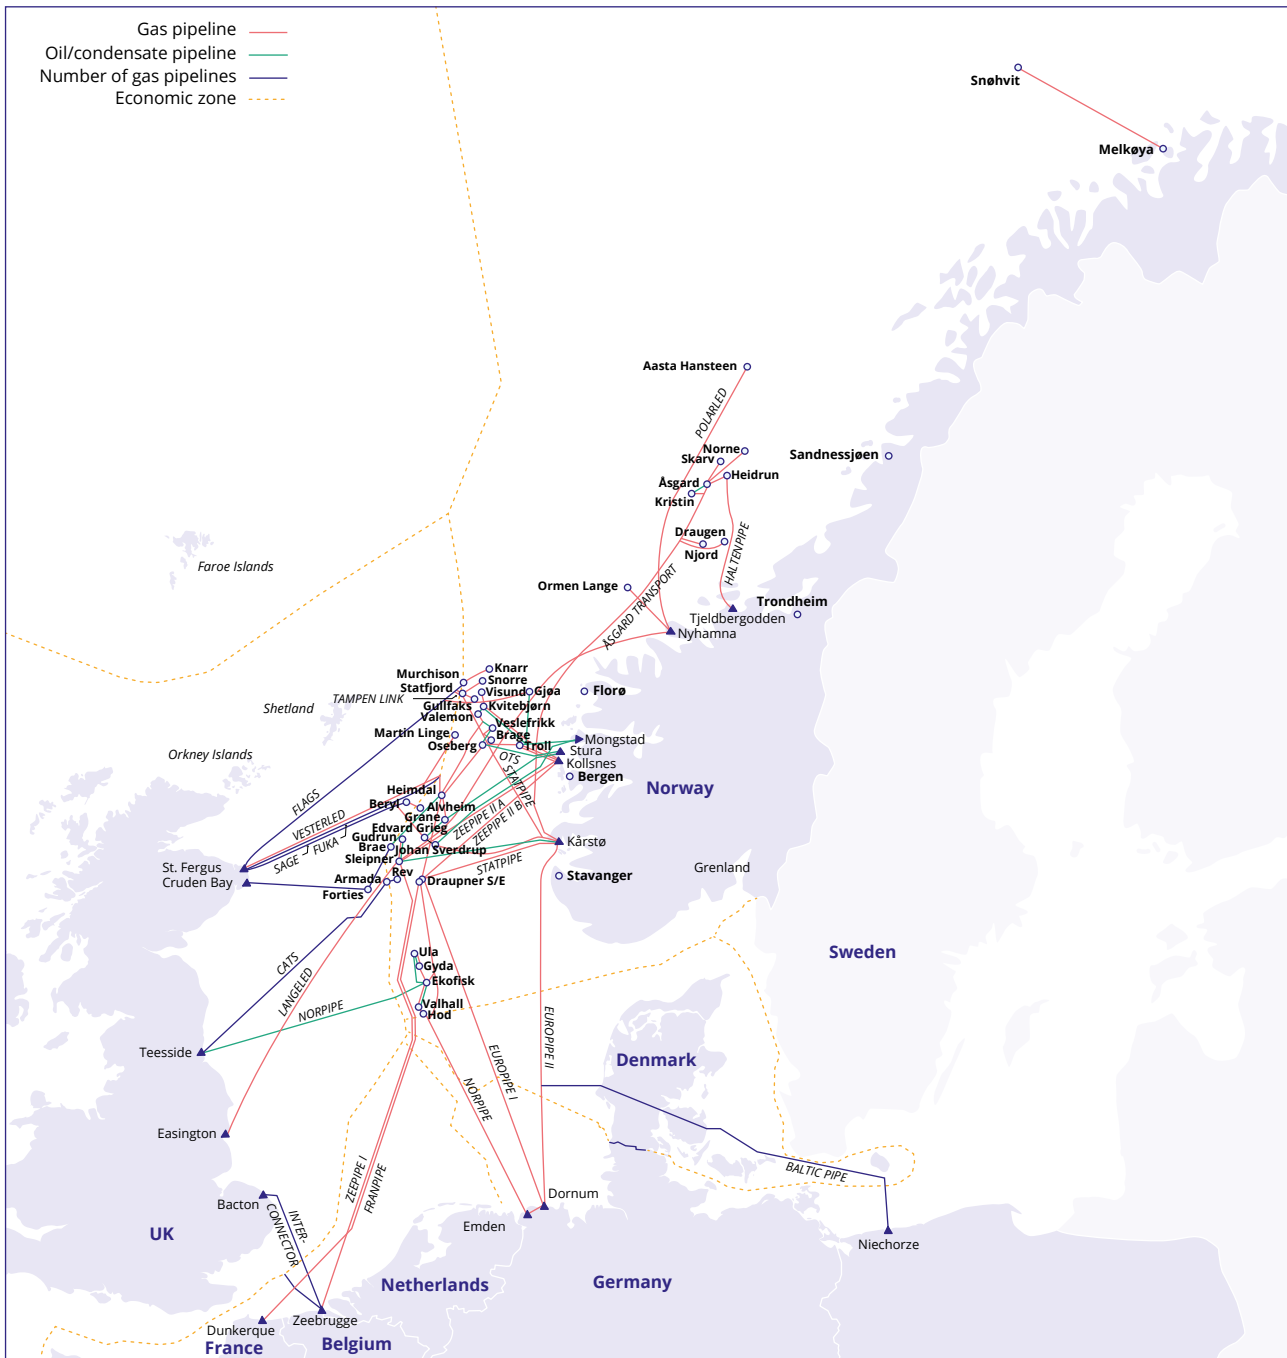 Gas pipeline
Oil/condensate pipeline
Number of gas pipelines
Economic zone
Snøhvit
Melkøya
Aasta Hansteen
POLARLED
Norne
Skarv
Sandnessjøen
Åsgard
Heidrun
Kristin
Draugen
Njord
HALTENPIPE
Faroe Islands
Ormen Lange
ÅSGARD TRANSPORT
Trondheim
Tjeldbergodden
Nyhamna
Murchison
Knarr
Snorre
Statfjord
Visund
Gjøa
Florø
TAMPEN LINK
Gullfaks
Kvitebjørn
Shetland
Valemon
Veslefrikk
Martin Linge
Brage
Mongstad
Oseberg
Troll
Stura
Orkney Islands
OTS
Kollsnes
Bergen
STATPIPE
Norway
Heimdal
FLAGS
Beryl
Alvheim
VESTERLED
Grane
ZEEPIPE II A
ZEEPIPE II B
Edvard Grieg
Gudrun
SAGE
FUKA
Brae
Johan Sverdrup
Kårstø
Sleipner
STATPIPE
St. Fergus
Grenland
Rev
Cruden Bay
Armada
Draupner S/E
Stavanger
Forties
Sweden
Ula
CATS
Gyda
LANGELED
Ekofisk
NORPIPE
Valhall
Hod
EUROPIPE II
Teesside
Denmark
EUROPIPE I
NORPIPE
Easington
ZEEPIPE I
FRANPIPE
BALTIC PIPE
Dornum
Bacton
INTER-
CONNECTOR
Emden
UK
Niechorze
Netherlands
Germany
Zeebrugge
Dunkerque
France
Belgium